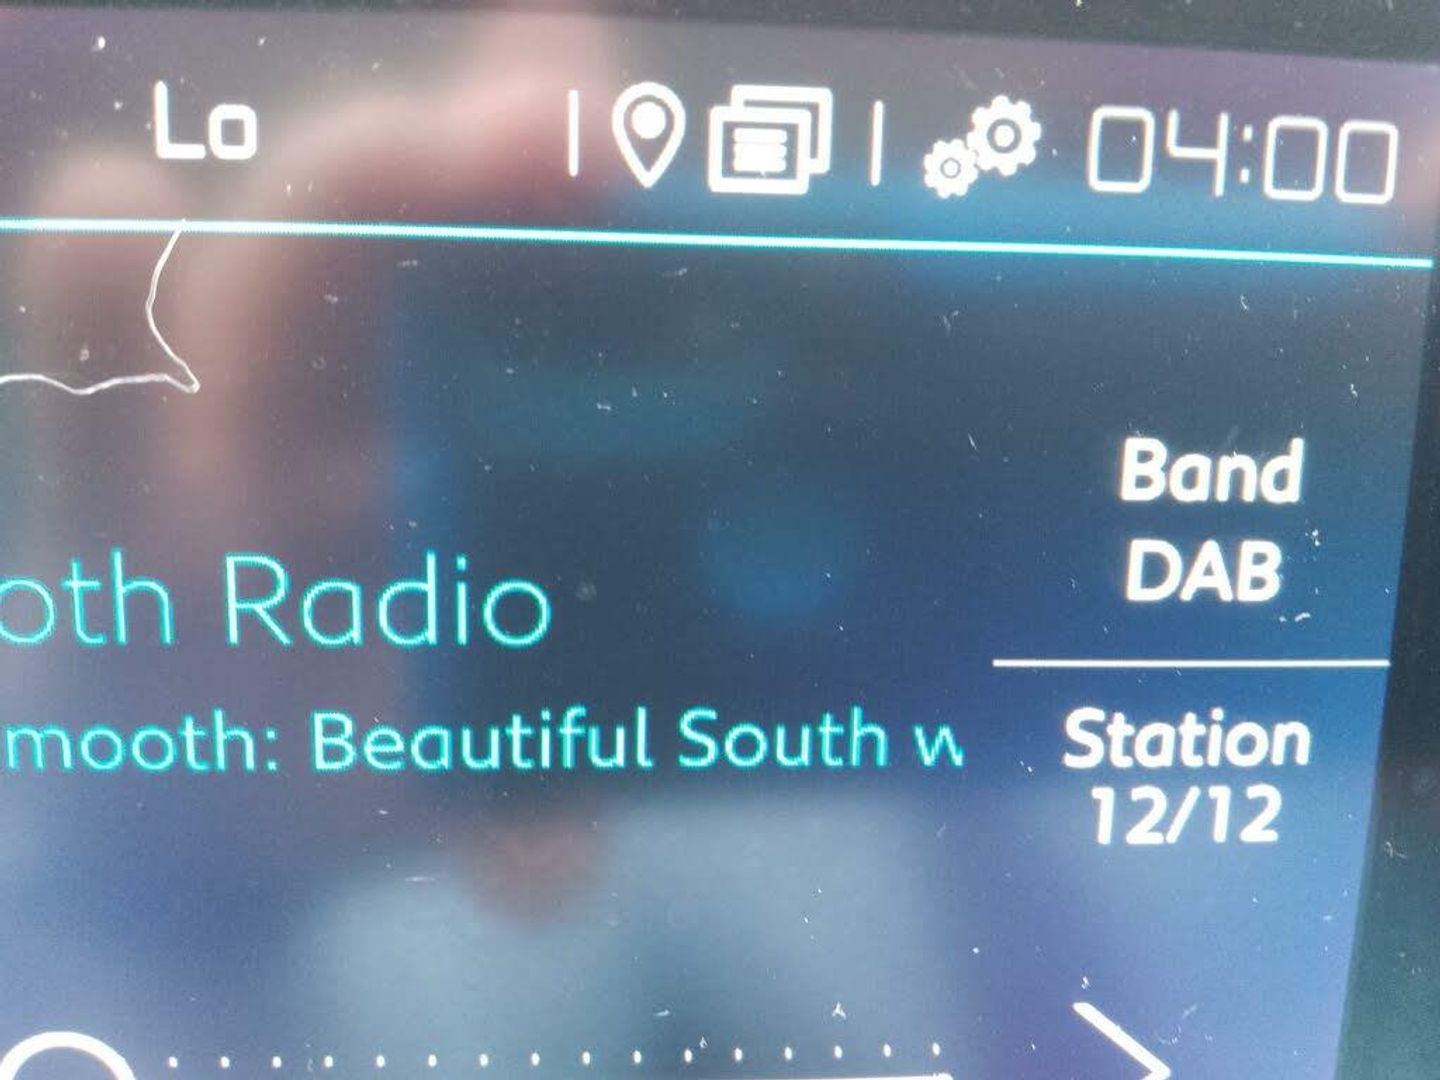 Lo 04:00
Band
DAB
oth Radio
mooth: Beautiful South w
Station
12/12